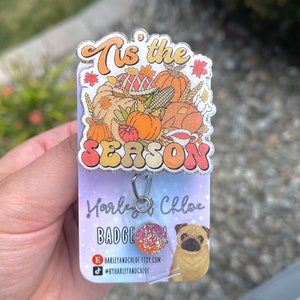 Tis the
SEASON
Harley & Chloe
BADGE
HARLEYANDCHLOE.ETSY.COM
@BYHARLEYANDCHLOE